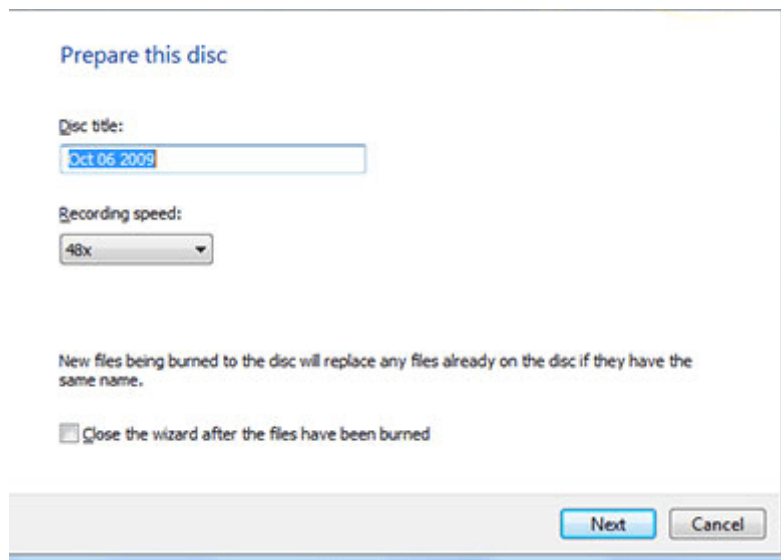 Prepare this disc
Disc title:
Oct 06 2009
Recording speed:
48x
New files being burned to the disc will replace any files already on the disc if they have the
same name.
Close the wizard after the files have been burned
Next
Cancel